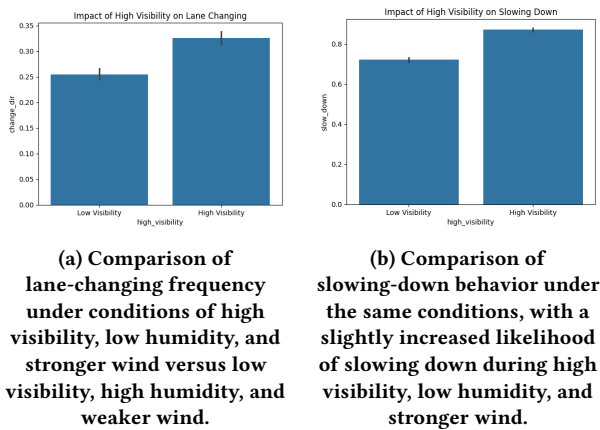 Impact of High Visibility on Lane Changing
0.35
0.30
0.25
0.20
0.15
0.10
0.05
0.00
change_dir
Low Visibility
High Visibility
high_visibility
(a) Comparison of
lane-changing frequency
under conditions of high
visibility, low humidity, and
stronger wind versus low
visibility, high humidity, and
weaker wind.
Impact of High Visibility on Slowing Down
0.8
0.6
0.4
0.2
0.0
slow_down
Low Visibility
High Visibility
high_visibility
(b) Comparison of
slowing-down behavior under
the same conditions, with a
slightly increased likelihood
of slowing down during high
visibility, low humidity, and
stronger wind.